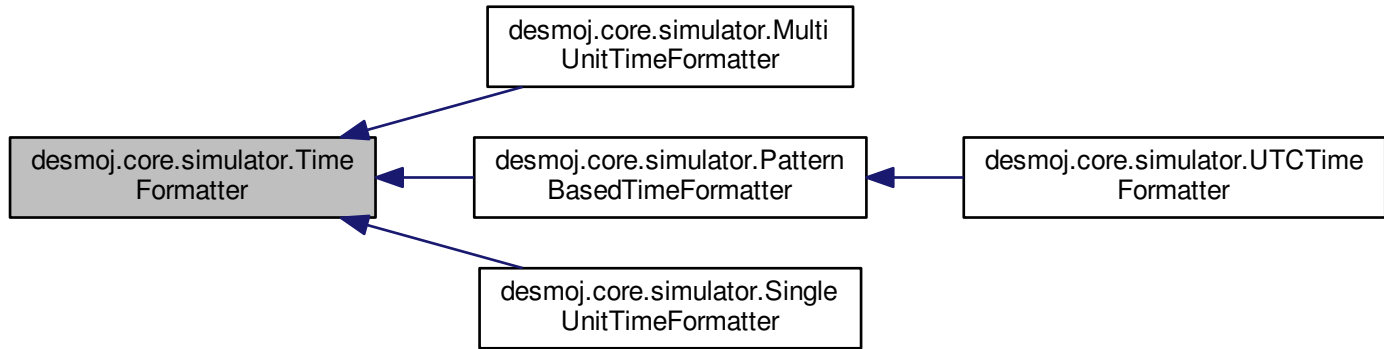 desmoj.core.simulator.Multi
UnitTimeFormatter
desmoj.core.simulator.Time
Formatter
desmoj.core.simulator.Pattern
BasedTimeFormatter
desmoj.core.simulator.UTCTime
Formatter
desmoj.core.simulator.Single
UnitTimeFormatter